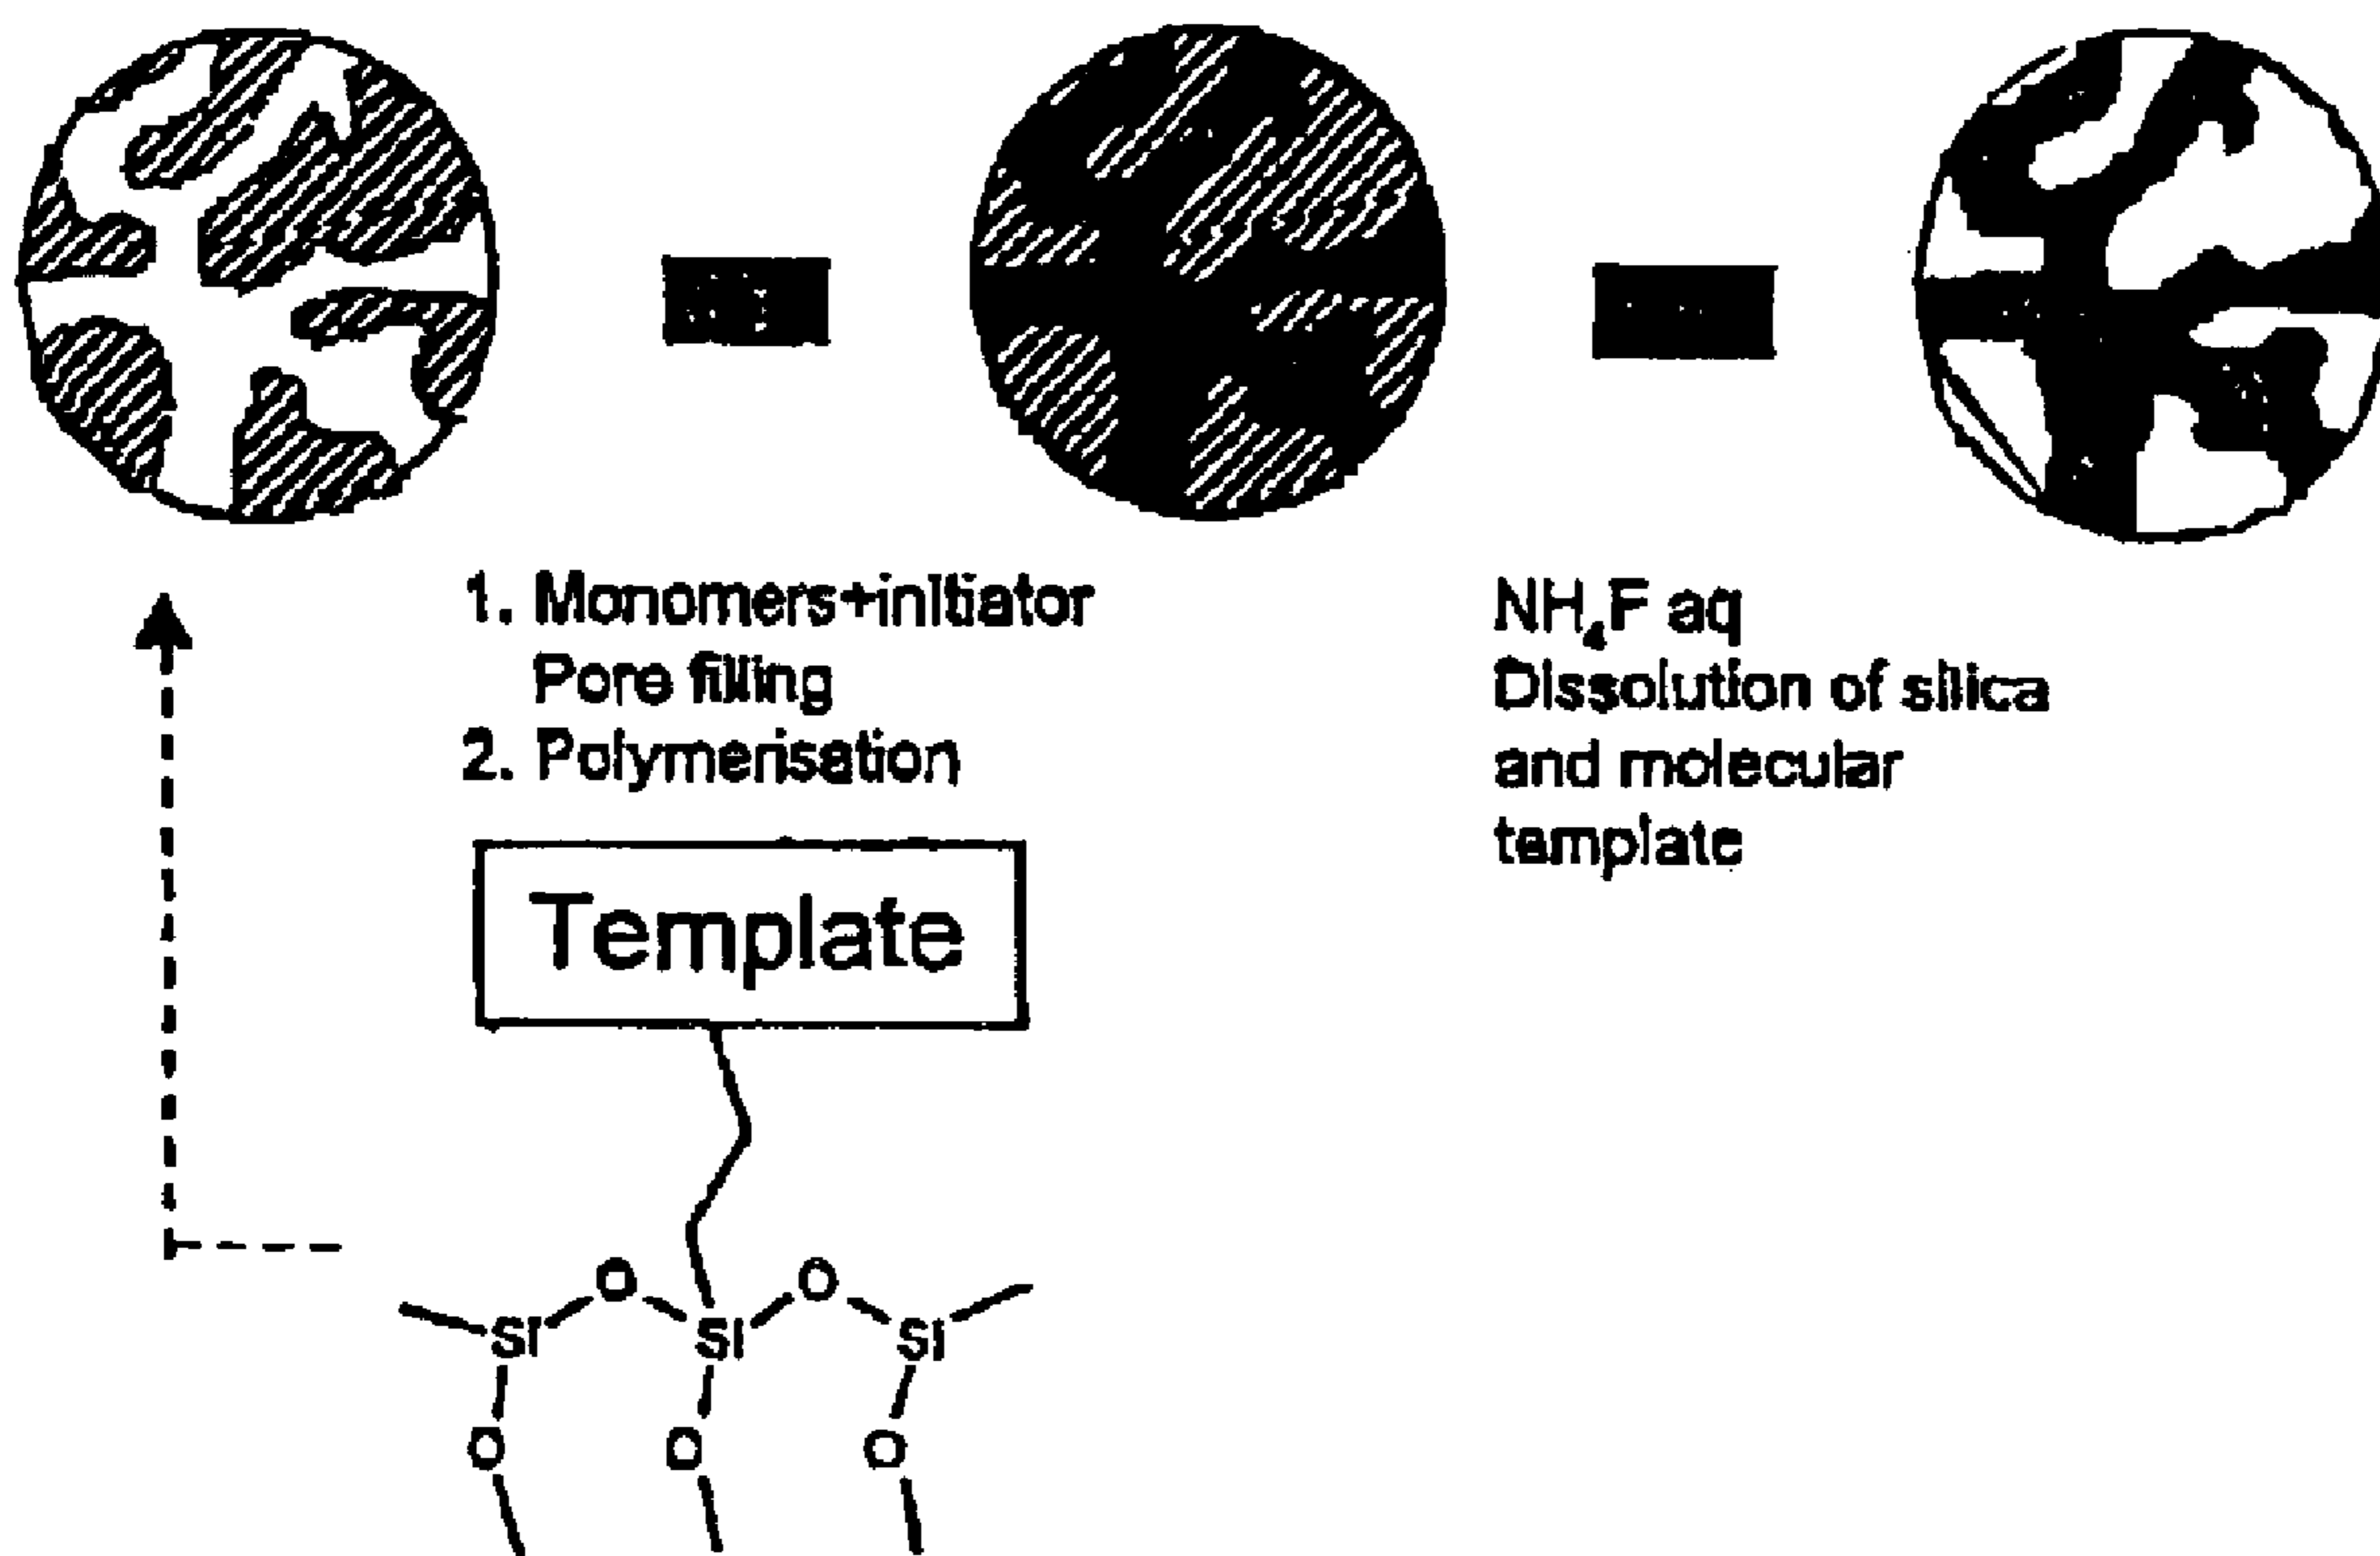 1. Monomers+initiator
Pore filling
2. Polymerisation
NH₄F aq
Dissolution of silica
and molecular
template
Template
O O
Si Si Si
O O O